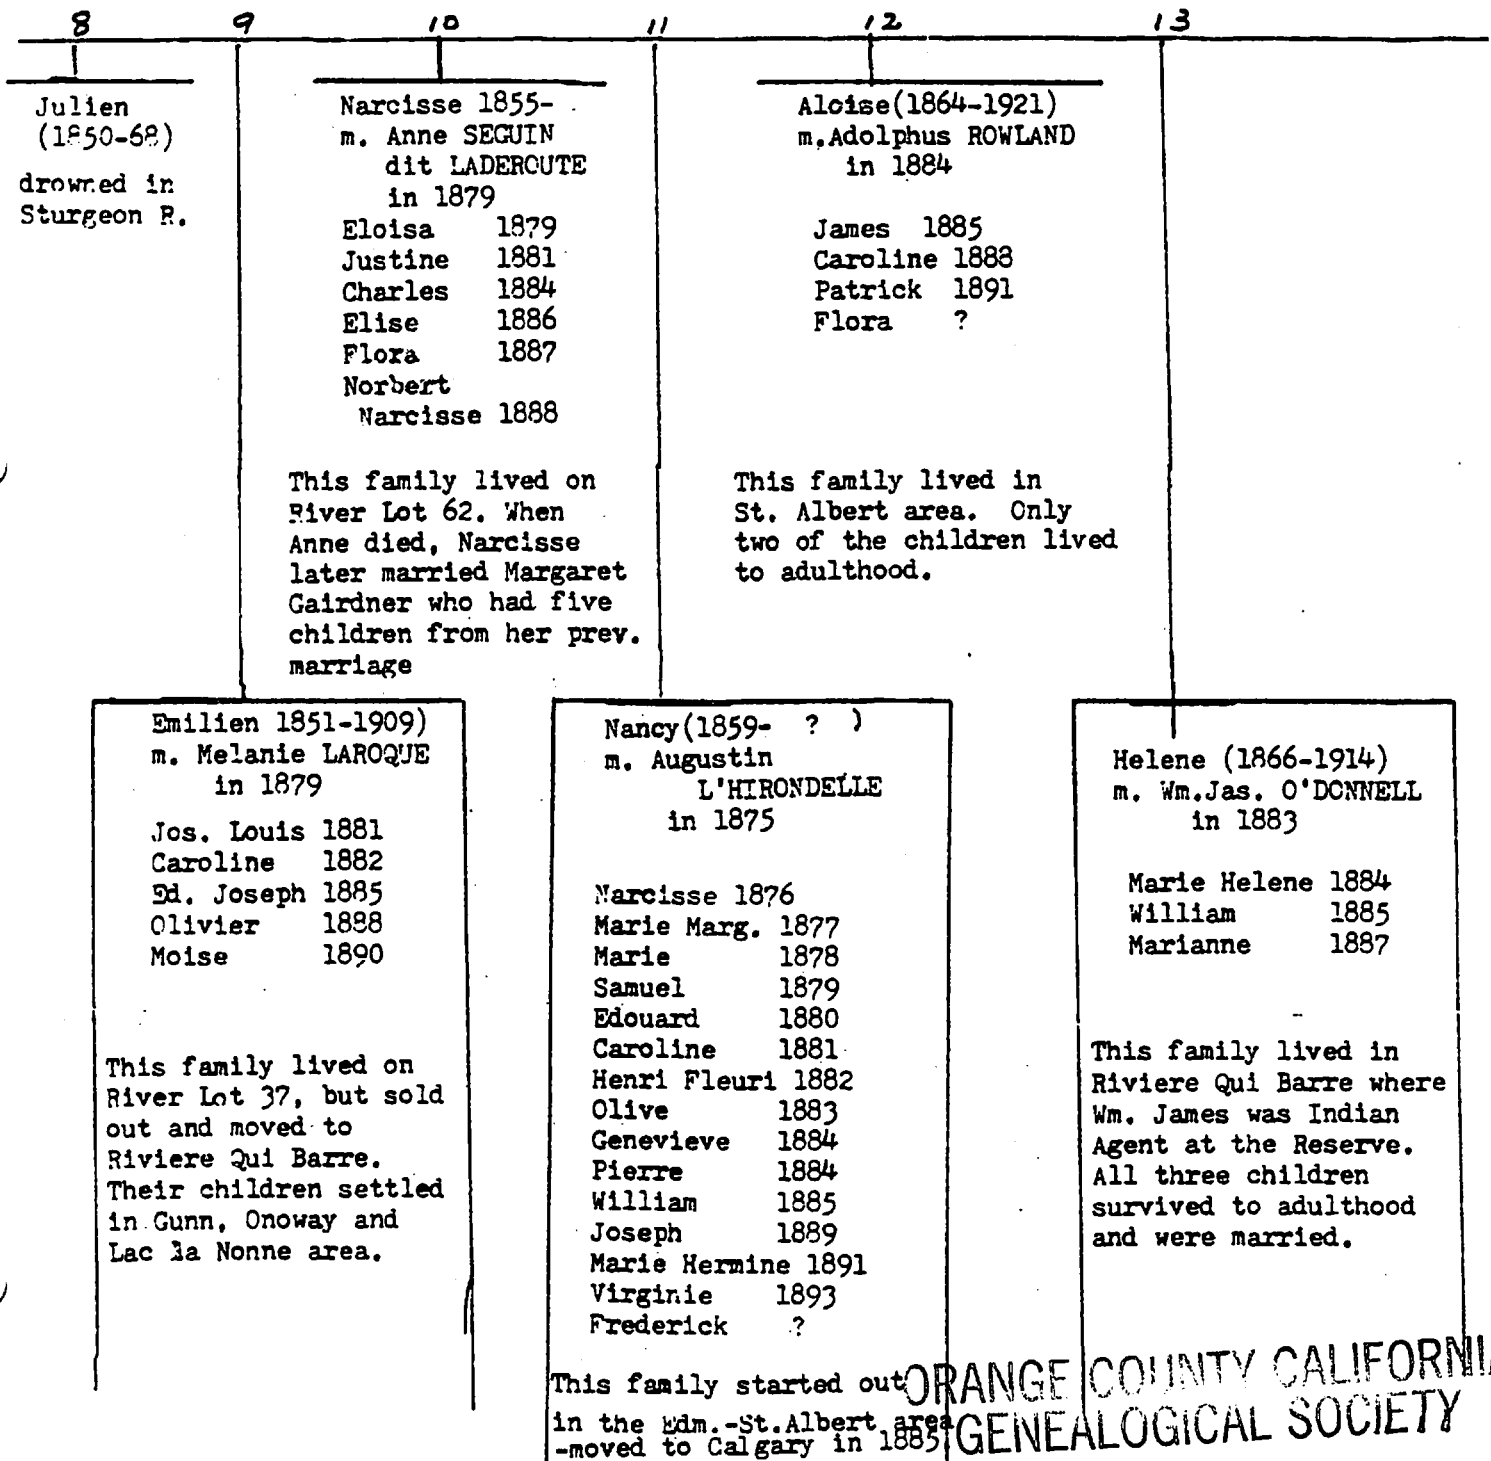 8 9 10 11 12 13
Julien
(1850-68)
drowned in
Sturgeon R.
Narcisse 1855-
m. Anne SEGUIN
dit LADEROUTE
in 1879
Eloisa 1879
Justine 1881
Charles 1884
Elise 1886
Flora 1887
Norbert
Narcisse 1888
This family lived on
River Lot 62. When
Anne died, Narcisse
later married Margaret
Gairdner who had five
children from her prev.
marriage
Aloise(1864-1921)
m.Adolphus ROWLAND
in 1884
James 1885
Caroline 1888
Patrick 1891
Flora ?
This family lived in
St. Albert area. Only
two of the children lived
to adulthood.
Emilien 1851-1909)
m. Melanie LAROQUE
in 1879
Jos. Louis 1881
Caroline 1882
Ed. Joseph 1885
Olivier 1888
Moise 1890
This family lived on
River Lot 37, but sold
out and moved to
Riviere Qui Barre.
Their children settled
in Gunn, Onoway and
Lac la Nonne area.
Nancy(1859- ? )
m. Augustin
L'HIRONDELLE
in 1875
Narcisse 1876
Marie Marg. 1877
Marie 1878
Samuel 1879
Edouard 1880
Caroline 1881
Henri Fleuri 1882
Olive 1883
Genevieve 1884
Pierre 1884
William 1885
Joseph 1889
Marie Hermine 1891
Virginie 1893
Frederick ?
This family started out
in the Edm.-St.Albert area
-moved to Calgary in 1885
Helene (1866-1914)
m. Wm.Jas. O'DONNELL
in 1883
Marie Helene 1884
William 1885
Marianne 1887
This family lived in
Riviere Qui Barre where
Wm. James was Indian
Agent at the Reserve.
All three children
survived to adulthood
and were married.
ORANGE COUNTY CALIFORNIA
GENEALOGICAL SOCIETY